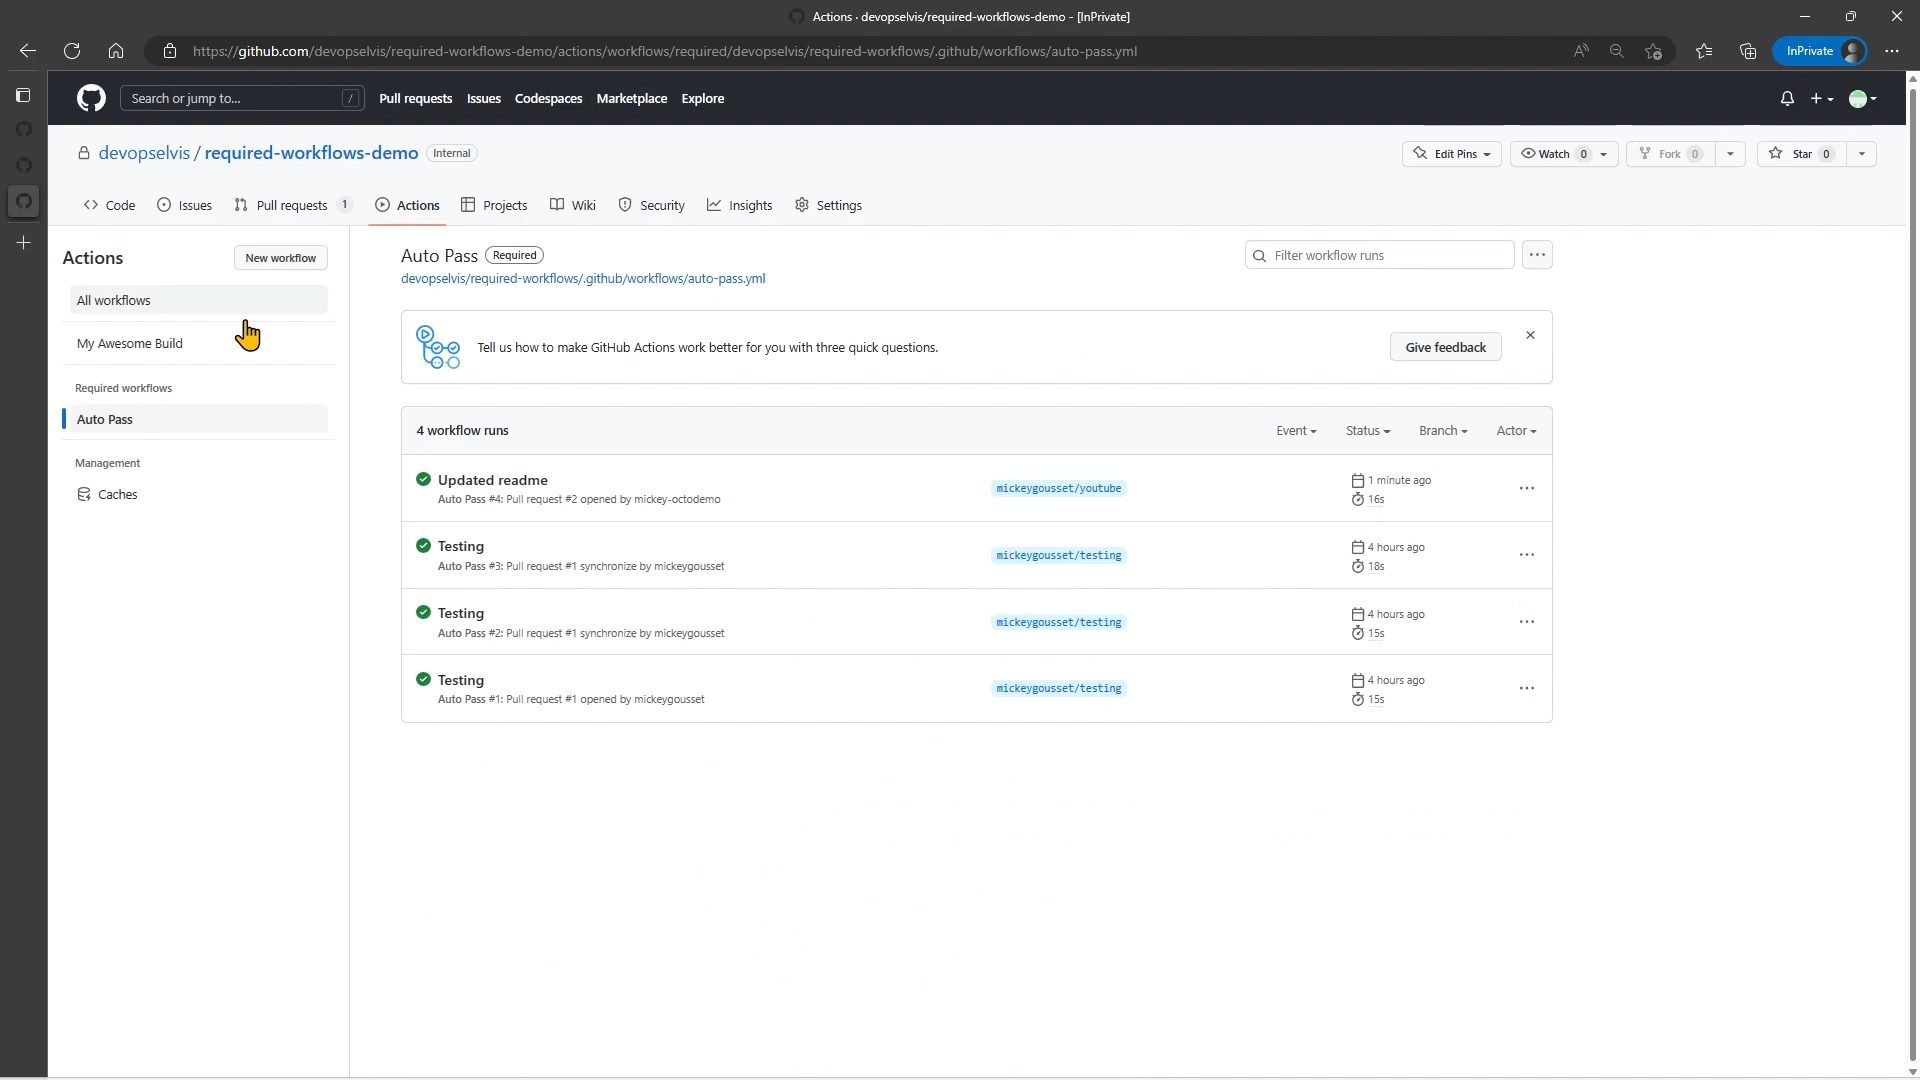 Actions · devopselvis/required-workflows-demo - [InPrivate]
https://github.com/devopselvis/required-workflows-demo/actions/workflows/required/devopselvis/required-workflows/.github/workflows/auto-pass.yml
InPrivate
Search or jump to... /
Pull requests Issues Codespaces Marketplace Explore
devopselvis / required-workflows-demo Internal
Edit Pins Watch 0 Fork 0 Star 0
Code Issues Pull requests 1 Actions Projects Wiki Security Insights Settings
Actions
New workflow
All workflows
My Awesome Build
Required workflows
Auto Pass
Management
Caches
Auto Pass Required
devopselvis/required-workflows/.github/workflows/auto-pass.yml
Filter workflow runs
Tell us how to make GitHub Actions work better for you with three quick questions.
Give feedback
4 workflow runs
Event Status Branch Actor
Updated readme
Auto Pass #4: Pull request #2 opened by mickey-octodemo
mickeygousset/youtube
1 minute ago
16s
Testing
Auto Pass #3: Pull request #1 synchronize by mickeygousset
mickeygousset/testing
4 hours ago
18s
Testing
Auto Pass #2: Pull request #1 synchronize by mickeygousset
mickeygousset/testing
4 hours ago
15s
Testing
Auto Pass #1: Pull request #1 opened by mickeygousset
mickeygousset/testing
4 hours ago
15s